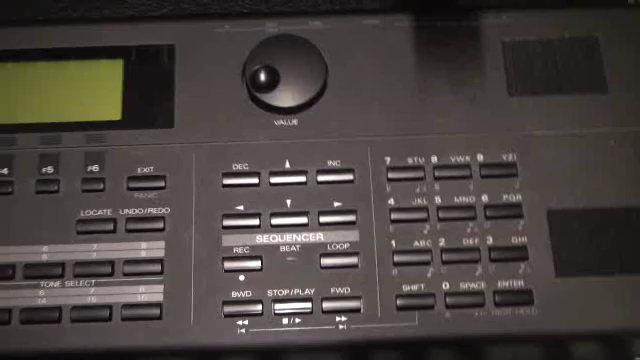 VALUE
F5 F6 EXIT
PANIC
LOCATE UNDO/REDO
TONE SELECT
DEC ▲ INC
◄ ▼ ►
SEQUENCER
REC BEAT LOOP
BWD STOP/PLAY FWD
7 STU 8 VWX 9 YZ!
4 JKL 5 MNO 6 PQR
1 ABC 2 DEF 3 GHI
SHIFT 0 SPACE ENTER